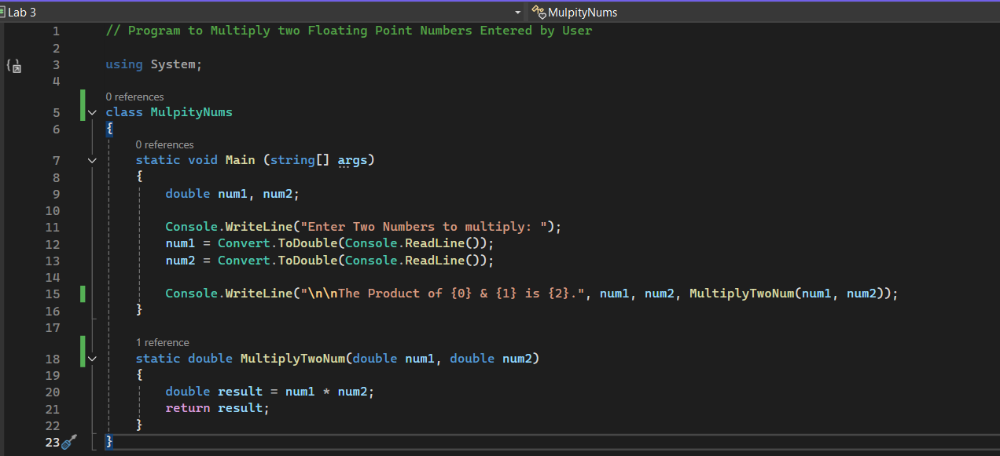 Lab 3 MulpityNums
1 // Program to Multiply two Floating Point Numbers Entered by User
2
3 using System;
4
0 references
5 class MulpityNums
6 {
0 references
7 static void Main (string[] args)
8 {
9 double num1, num2;
10
11 Console.WriteLine("Enter Two Numbers to multiply: ");
12 num1 = Convert.ToDouble(Console.ReadLine());
13 num2 = Convert.ToDouble(Console.ReadLine());
14
15 Console.WriteLine("\n\nThe Product of {0} & {1} is {2}.", num1, num2, MultiplyTwoNum(num1, num2));
16 }
17
1 reference
18 static double MultiplyTwoNum(double num1, double num2)
19 {
20 double result = num1 * num2;
21 return result;
22 }
23 }